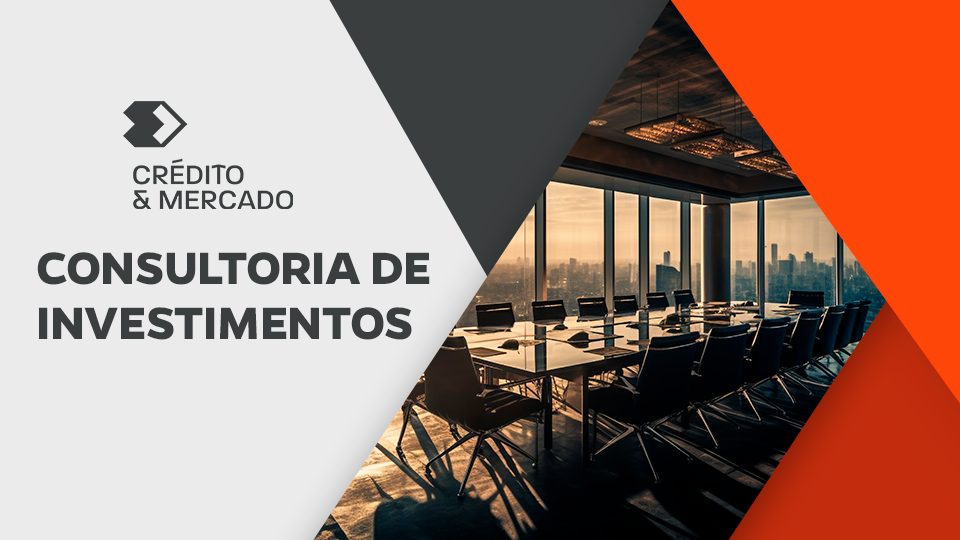 CRÉDITO
& MERCADO
CONSULTORIA DE
INVESTIMENTOS